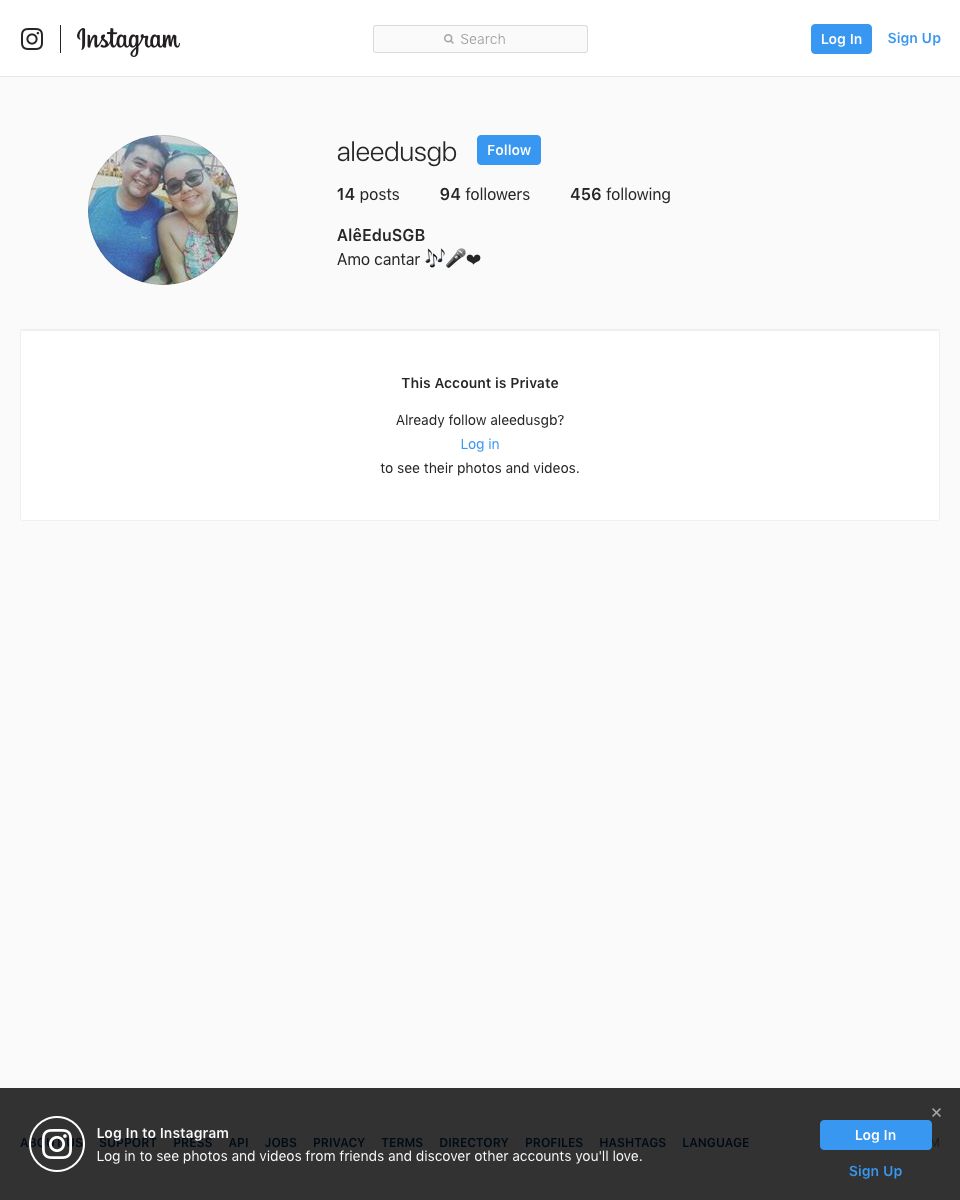 Instagram
Search
Log In
Sign Up
aleedusgb
Follow
14 posts
94 followers
456 following
AlêEduSGB
Amo cantar 🎶🎤❤
This Account is Private
Already follow aleedusgb?
Log in
to see their photos and videos.
SUPPORT PRESS API JOBS PRIVACY TERMS DIRECTORY PROFILES HASHTAGS LANGUAGE
Log In to Instagram
Log in to see photos and videos from friends and discover other accounts you'll love.
Log In
Sign Up